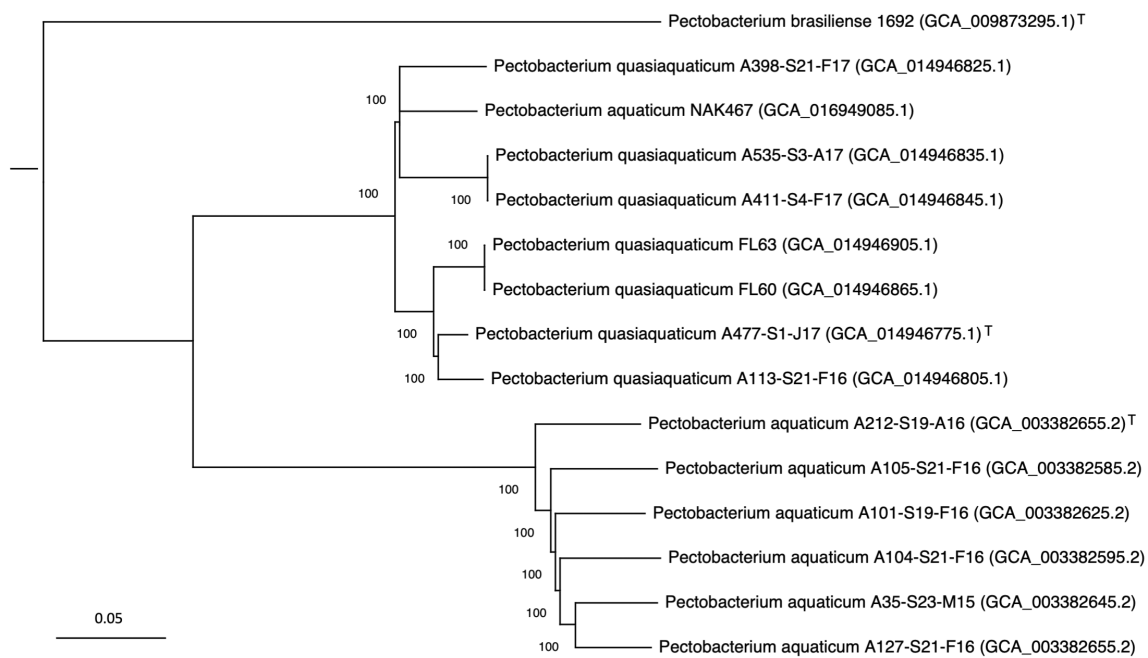 Pectobacterium brasiliense 1692 (GCA_009873295.1)T
Pectobacterium quasiaquaticum A398-S21-F17 (GCA_014946825.1)
100
Pectobacterium aquaticum NAK467 (GCA_016949085.1)
Pectobacterium quasiaquaticum A535-S3-A17 (GCA_014946835.1)
100
100
Pectobacterium quasiaquaticum A411-S4-F17 (GCA_014946845.1)
100
Pectobacterium quasiaquaticum FL63 (GCA_014946905.1)
Pectobacterium quasiaquaticum FL60 (GCA_014946865.1)
100
Pectobacterium quasiaquaticum A477-S1-J17 (GCA_014946775.1)T
100
Pectobacterium quasiaquaticum A113-S21-F16 (GCA_014946805.1)
Pectobacterium aquaticum A212-S19-A16 (GCA_003382655.2)T
Pectobacterium aquaticum A105-S21-F16 (GCA_003382585.2)
100
Pectobacterium aquaticum A101-S19-F16 (GCA_003382625.2)
100
Pectobacterium aquaticum A104-S21-F16 (GCA_003382595.2)
100
Pectobacterium aquaticum A35-S23-M15 (GCA_003382645.2)
100
0.05
Pectobacterium aquaticum A127-S21-F16 (GCA_003382655.2)
100